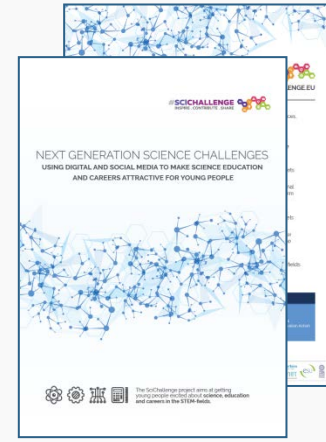 #SCICHALLENGE
INSPIRE . CONTRIBUTE . SHARE
NEXT GENERATION SCIENCE CHALLENGES
USING DIGITAL AND SOCIAL MEDIA TO MAKE SCIENCE EDUCATION
AND CAREERS ATTRACTIVE FOR YOUNG PEOPLE
The SciChallenge project aims at getting
young people excited about science, education
and careers in the STEM-fields.
ENGE.EU